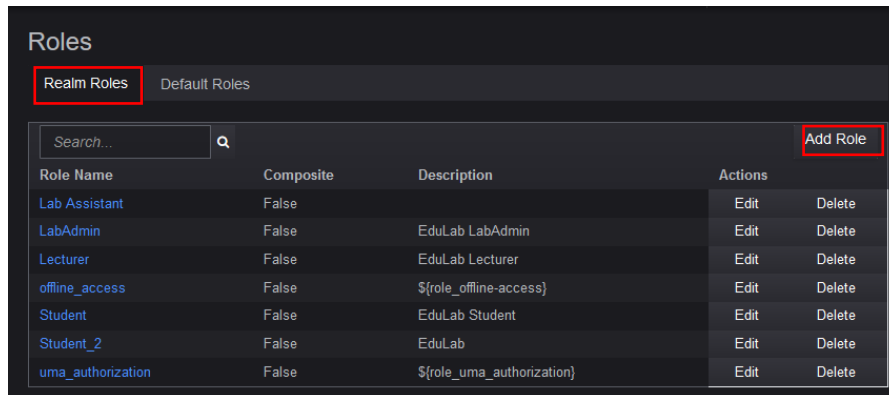 Roles
Realm Roles Default Roles
Search... Add Role
Role Name Composite Description Actions
Lab Assistant False Edit Delete
LabAdmin False EduLab LabAdmin Edit Delete
Lecturer False EduLab Lecturer Edit Delete
offline_access False ${role_offline-access} Edit Delete
Student False EduLab Student Edit Delete
Student_2 False EduLab Edit Delete
uma_authorization False ${role_uma_authorization} Edit Delete